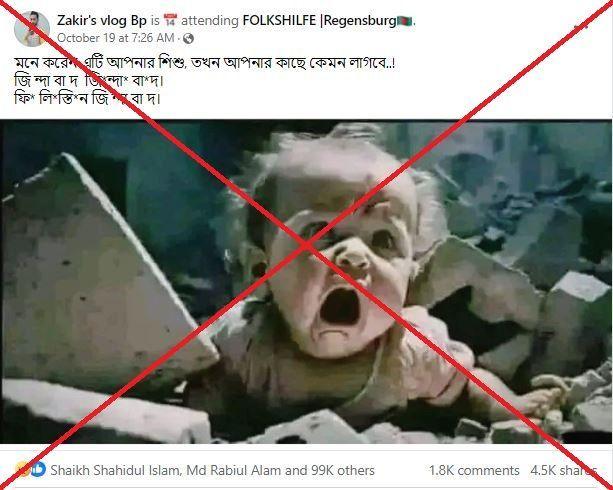 Zakir's vlog Bp is 📅 attending FOLKSHILFE |Regensburg🇧🇩.
October 19 at 7:26 AM ·
মনে করেন এটি আপনার শিশু, তখন আপনার কাছে কেমন লাগবে..!
জি ন্দা বা দ জি*ন্দা* বা*দ।
ফি* লি*স্তি*ন জি ন্দা বা দ।
Shaikh Shahidul Islam, Md Rabiul Alam and 99K others
1.8K comments 4.5K shares